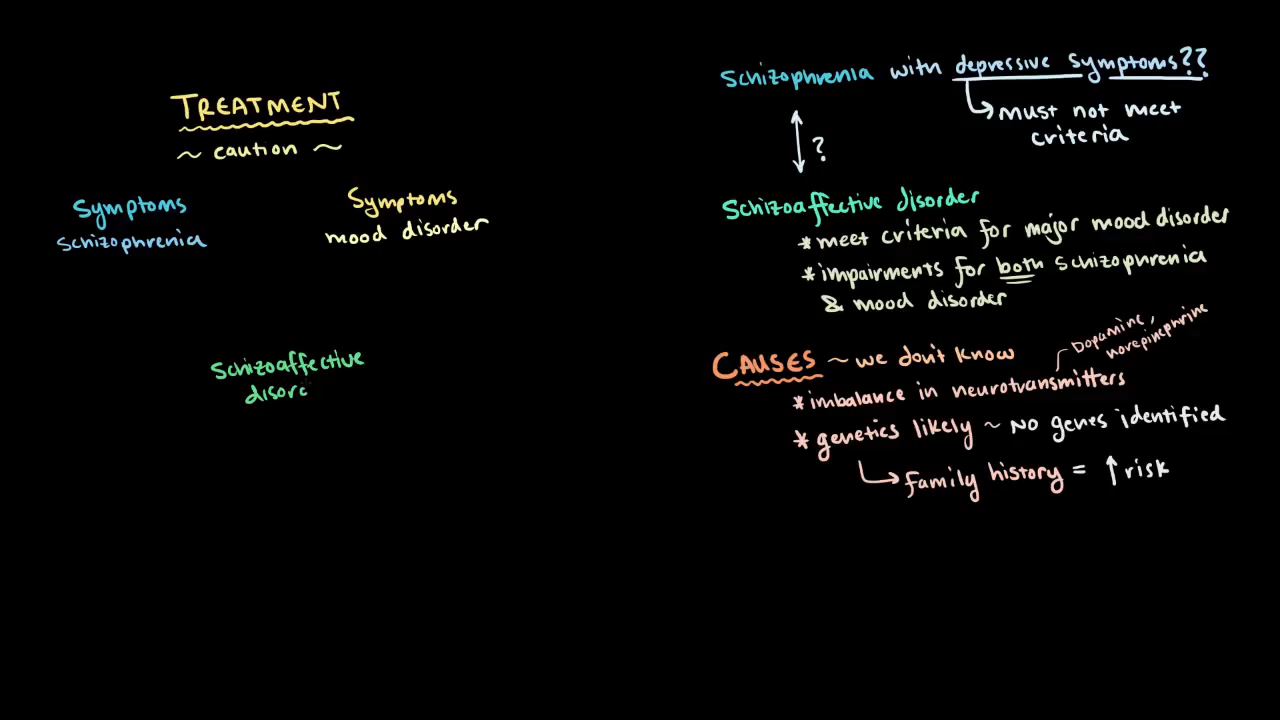 TREATMENT
~ caution ~
Symptoms
schizophrenia
Symptoms
mood disorder
Schizoaffective
disorc
Schizophrenia with depressive symptoms??
must not meet
criteria
?
Schizoaffective disorder
* meet criteria for major mood disorder
* impairments for both schizophrenia
& mood disorder
CAUSES ~ we don't know
Dopamine,
norepinephrine
* imbalance in neurotransmitters
* genetics likely ~ NO genes identified
family history = ↑ risk